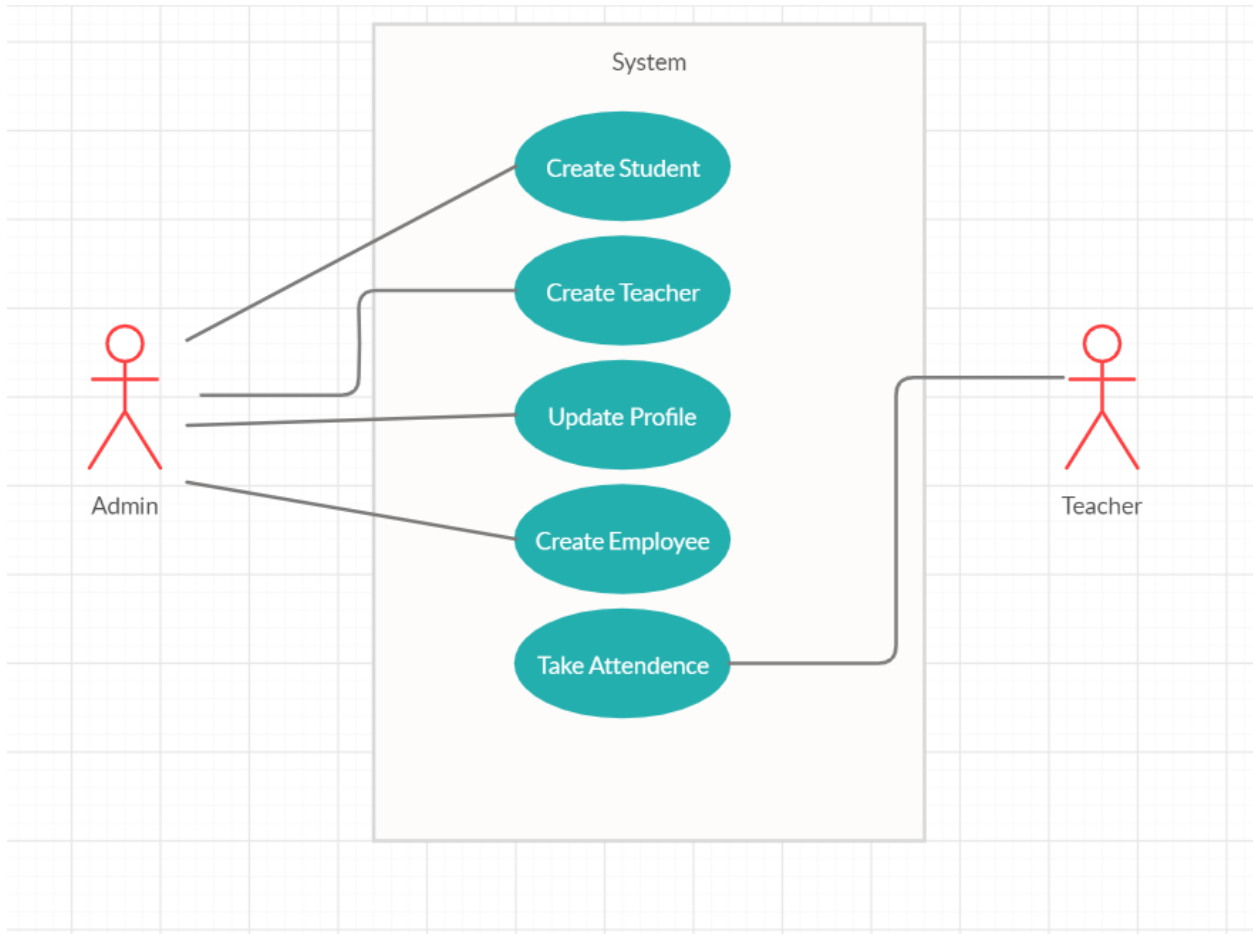 System
Create Student
Create Teacher
Update Profile
Create Employee
Take Attendence
Admin
Teacher